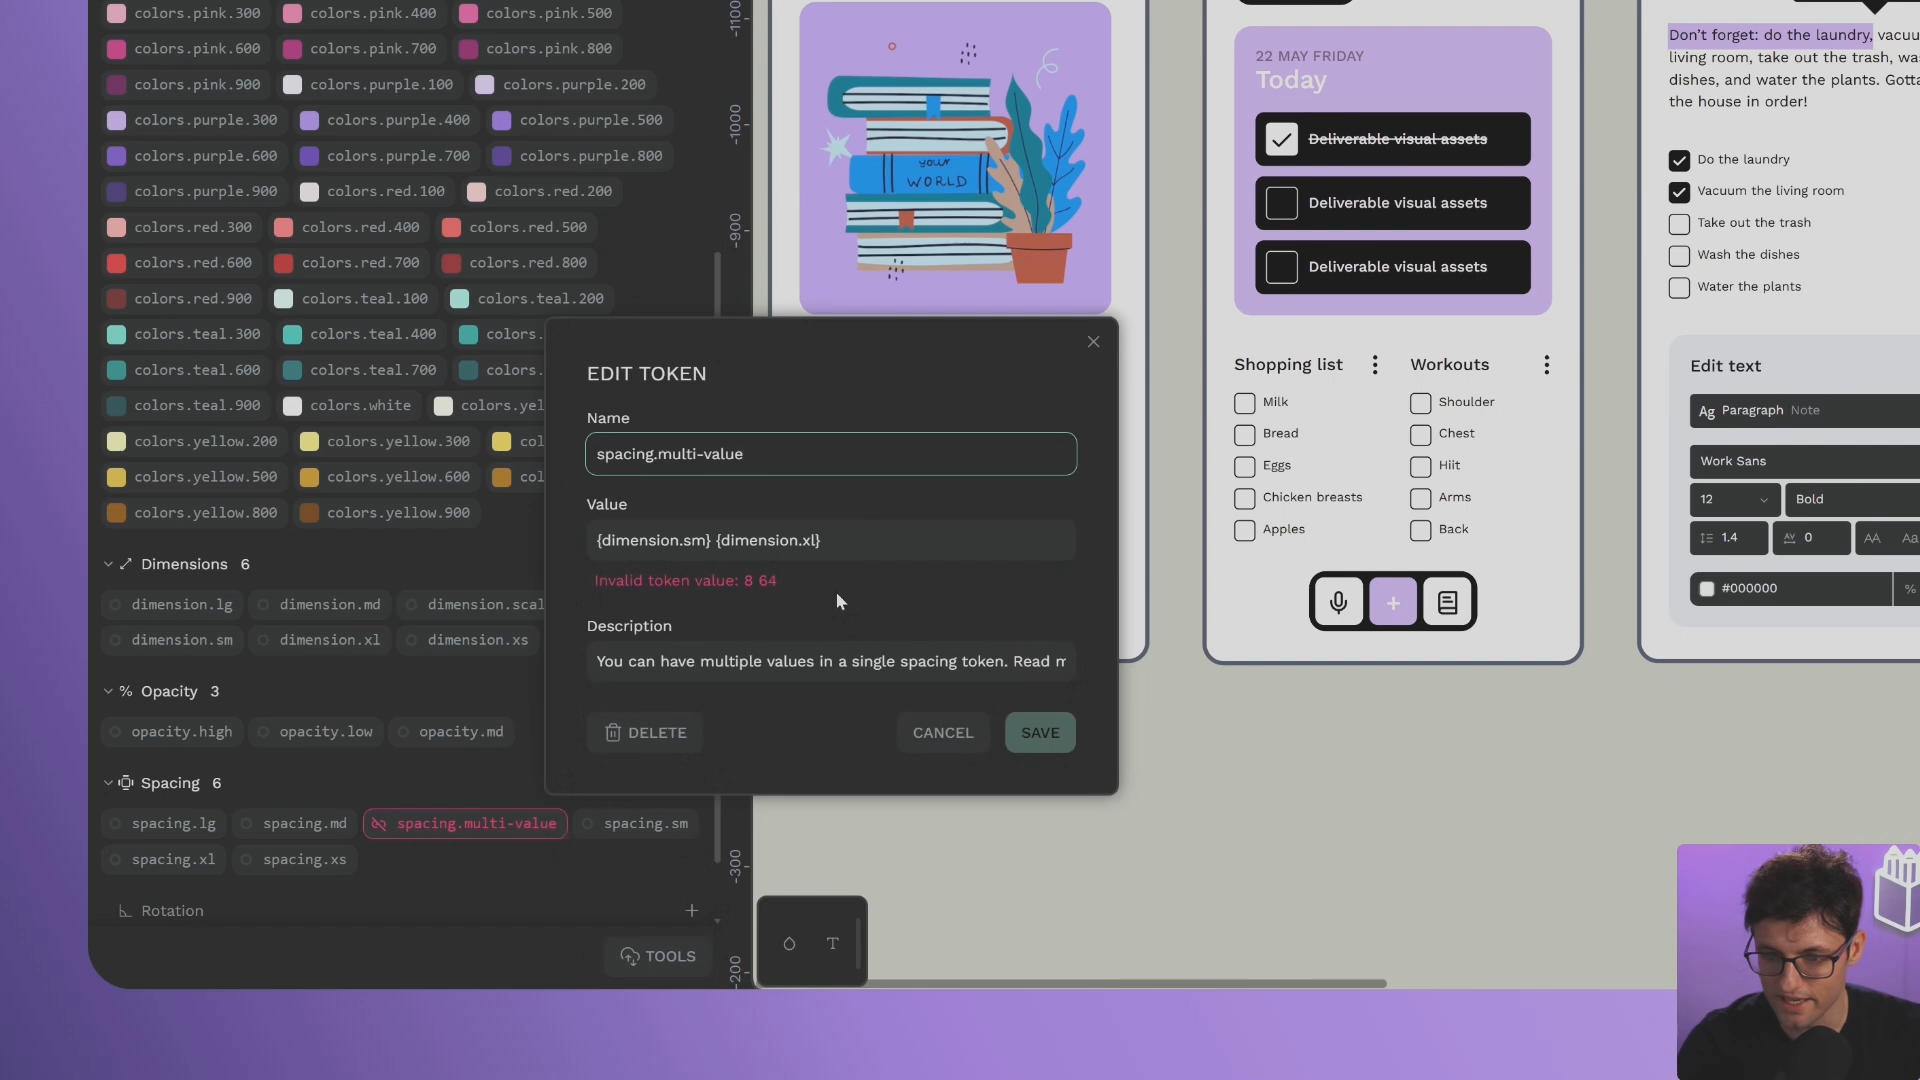 colors.pink.300 colors.pink.400 colors.pink.500
colors.pink.600 colors.pink.700 colors.pink.800
colors.pink.900 colors.purple.100 colors.purple.200
colors.purple.300 colors.purple.400 colors.purple.500
colors.purple.600 colors.purple.700 colors.purple.800
colors.purple.900 colors.red.100 colors.red.200
colors.red.300 colors.red.400 colors.red.500
colors.red.600 colors.red.700 colors.red.800
colors.red.900 colors.teal.100 colors.teal.200
colors.teal.300 colors.teal.400 colors.
colors.teal.600 colors.teal.700 colors.
colors.teal.900 colors.white colors.yel
colors.yellow.200 colors.yellow.300 col
colors.yellow.500 colors.yellow.600 col
colors.yellow.800 colors.yellow.900
Dimensions 6
dimension.lg dimension.md dimension.scal
dimension.sm dimension.xl dimension.xs
% Opacity 3
opacity.high opacity.low opacity.md
Spacing 6
spacing.lg spacing.md spacing.multi-value spacing.sm
spacing.xl spacing.xs
Rotation +
TOOLS
-1100
-1000
-900
-300
-200
EDIT TOKEN
Name
spacing.multi-value
Value
{dimension.sm} {dimension.xl}
Invalid token value: 8 64
Description
You can have multiple values in a single spacing token. Read m
DELETE CANCEL SAVE
T
your
WORLD
22 MAY FRIDAY
Today
Deliverable visual assets
Deliverable visual assets
Deliverable visual assets
Shopping list
Milk
Bread
Eggs
Chicken breasts
Apples
Workouts
Shoulder
Chest
Hiit
Arms
Back
+
Don't forget: do the laundry, vacuu
living room, take out the trash, was
dishes, and water the plants. Gotta
the house in order!
Do the laundry
Vacuum the living room
Take out the trash
Wash the dishes
Water the plants
Edit text
Ag Paragraph Note
Work Sans
12 Bold
1.4 AV 0 AA Aa
#000000 %